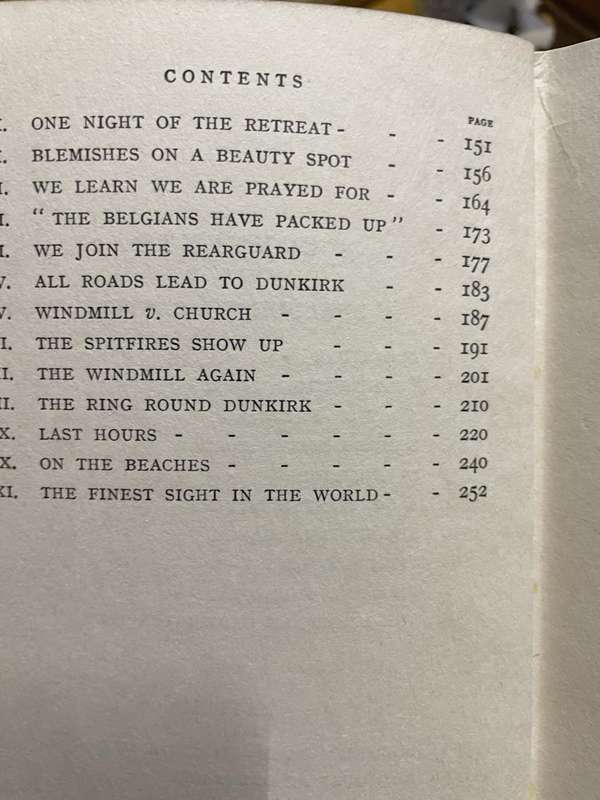 CONTENTS
PAGE
I. ONE NIGHT OF THE RETREAT - - - 151
I. BLEMISHES ON A BEAUTY SPOT - - 156
I. WE LEARN WE ARE PRAYED FOR - - 164
I. "THE BELGIANS HAVE PACKED UP" - 173
I. WE JOIN THE REARGUARD - - - 177
V. ALL ROADS LEAD TO DUNKIRK - - 183
V. WINDMILL v. CHURCH - - - - 187
I. THE SPITFIRES SHOW UP - - - 191
II. THE WINDMILL AGAIN - - - - 201
II. THE RING ROUND DUNKIRK - - - 210
X. LAST HOURS - - - - - - 220
X. ON THE BEACHES - - - - - 240
XI. THE FINEST SIGHT IN THE WORLD - - 252